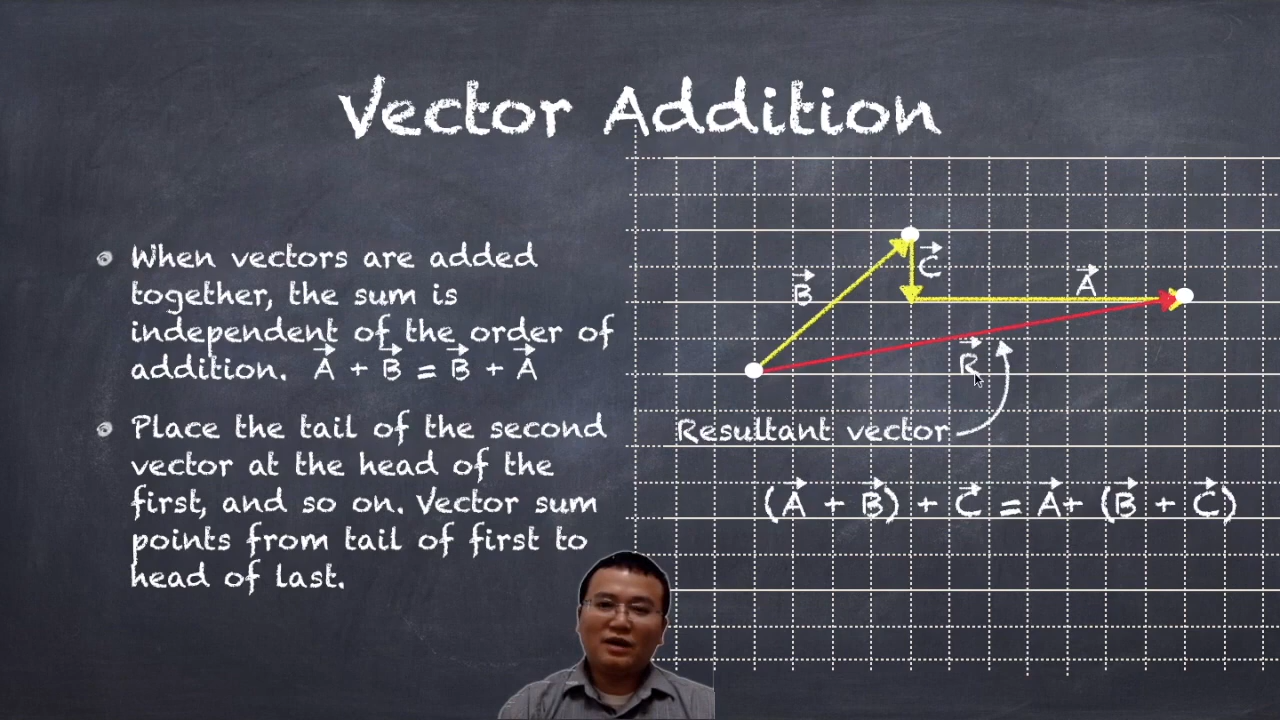 Vector Addition
When vectors are added
together, the sum is
independent of the order of
addition. A⃗ + B⃗ = B⃗ + A⃗
Place the tail of the second
vector at the head of the
first, and so on. Vector sum
points from tail of first to
head of last.
C⃗
B⃗
A⃗
R⃗
Resultant vector
(A⃗ + B⃗) + C⃗ = A⃗+ (B⃗ + C⃗)